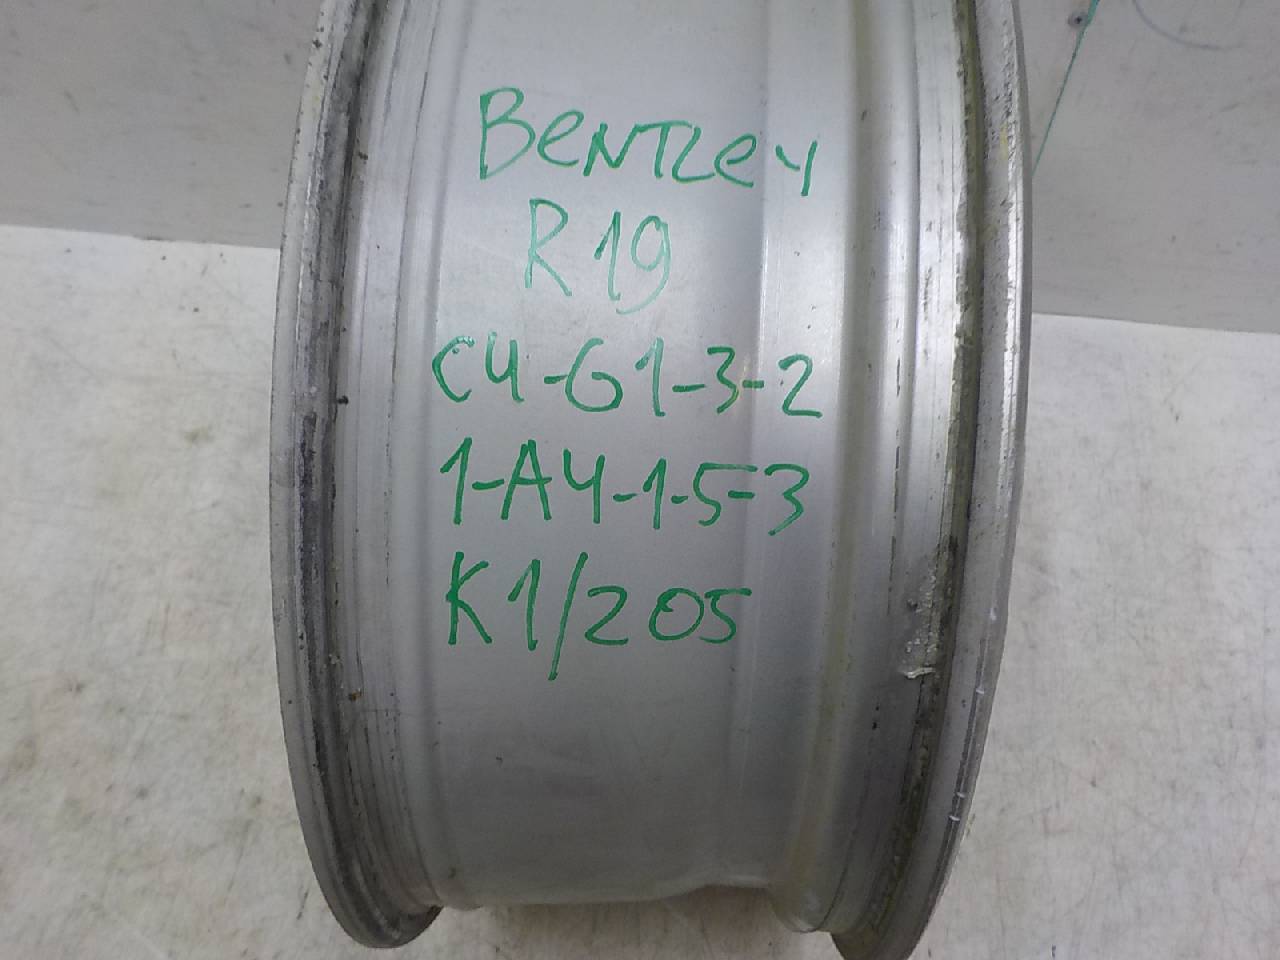 BeNTLey
R19
C4-G1-3-2
1-A4-1-5-3
K1/205